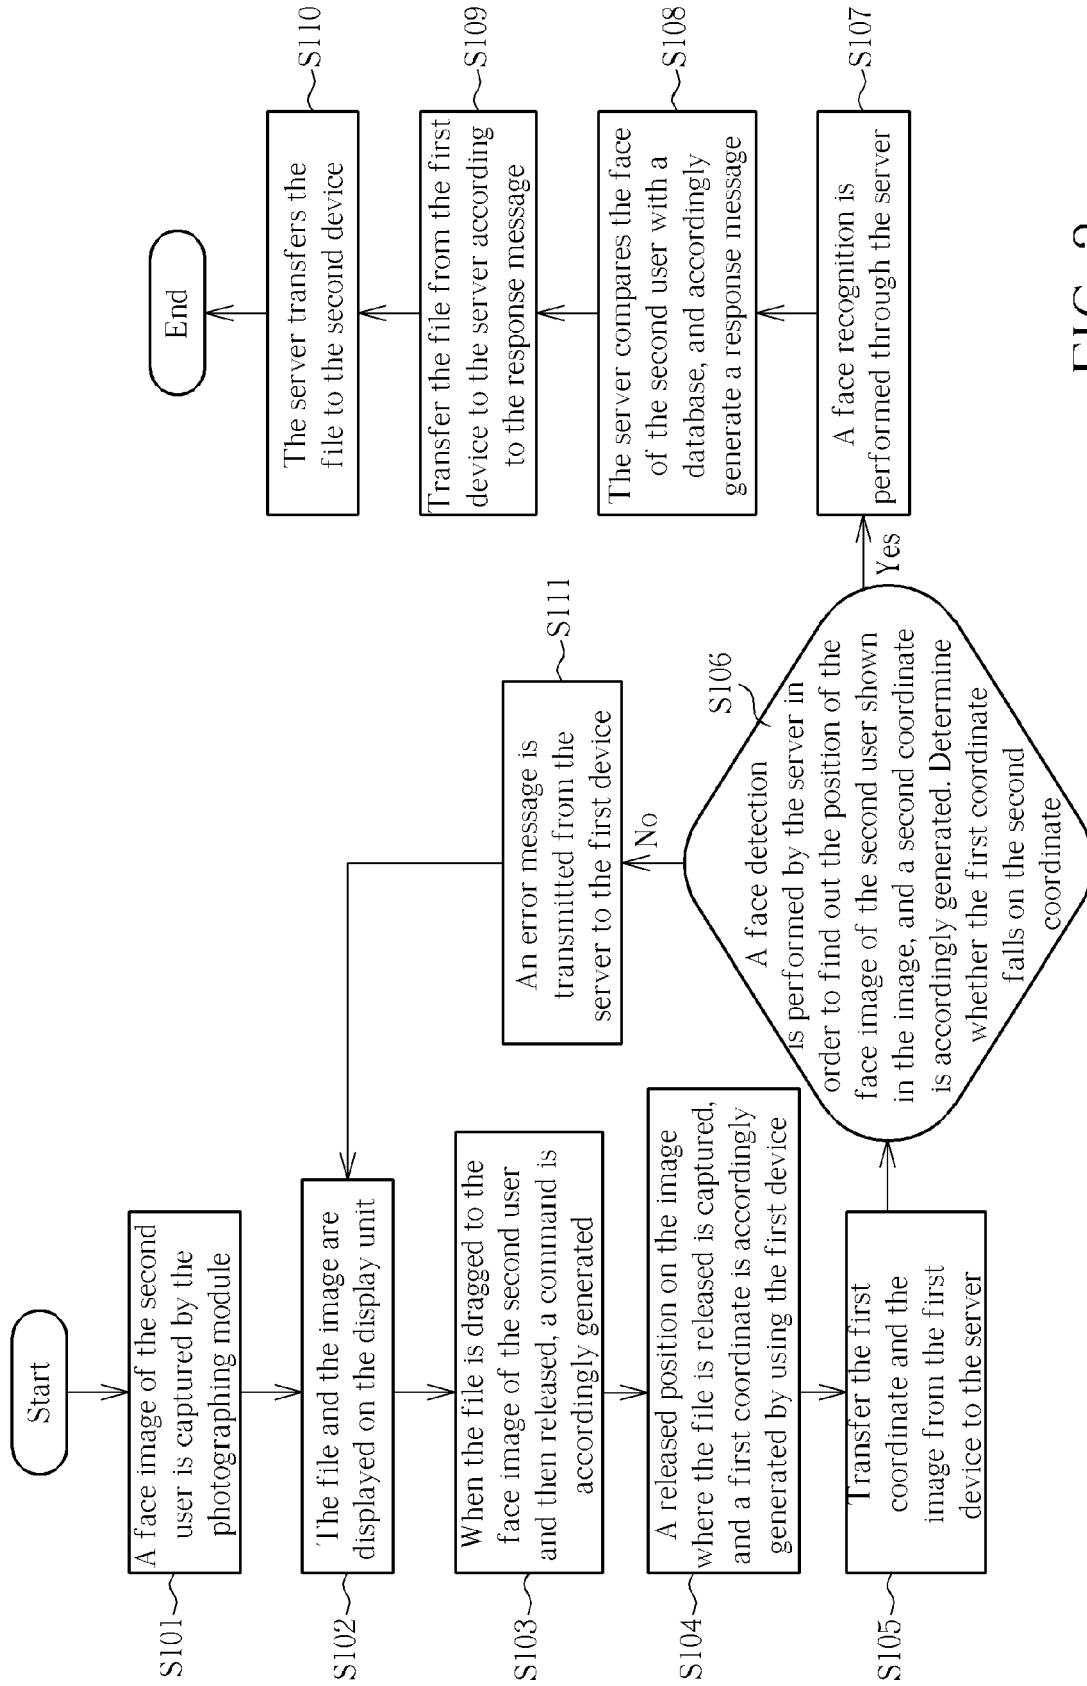 Start
S101
A face image of the second
user is captured by the
photographing module
S102
The file and the image are
displayed on the display unit
S103
When the file is dragged to the
face image of the second user
and then released, a command is
accordingly generated
S104
A released position on the image
where the file is released is captured,
and a first coordinate is accordingly
generated by using the first device
S105
Transfer the first
coordinate and the
image from the first
device to the server
S106
A face detection
is performed by the server in
order to find out the position of the
face image of the second user shown
in the image, and a second coordinate
is accordingly generated. Determine
whether the first coordinate
falls on the second
coordinate
No
An error message is
transmitted from the
server to the first device
S111
Yes
A face recognition is
performed through the server
S107
The server compares the face
of the second user with a
database, and accordingly
generate a response message
S108
Transfer the file from the first
device to the server according
to the response message
S109
The server transfers the
file to the second device
S110
End